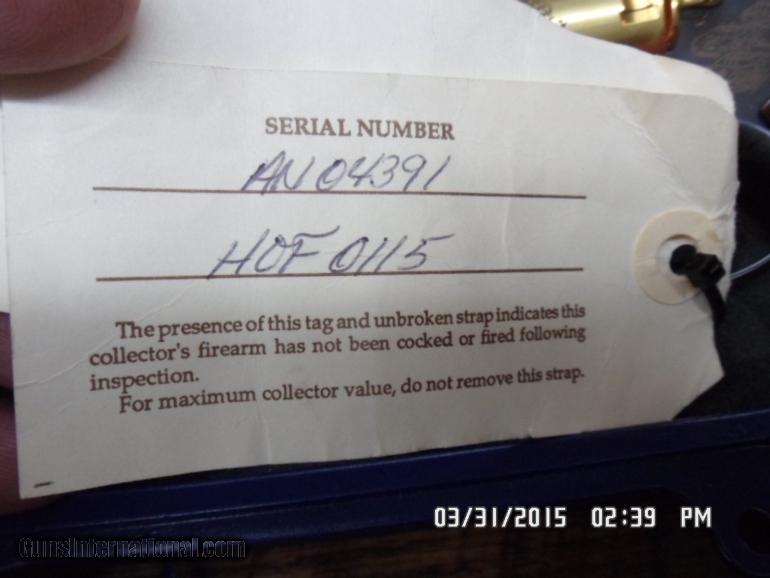 SERIAL NUMBER
AN04391
HOF 0115
The presence of this tag and unbroken strap indicates this
collector's firearm has not been cocked or fired following
inspection.
For maximum collector value, do not remove this strap.
03/31/2015 02:39 PM
GunsInternational.com